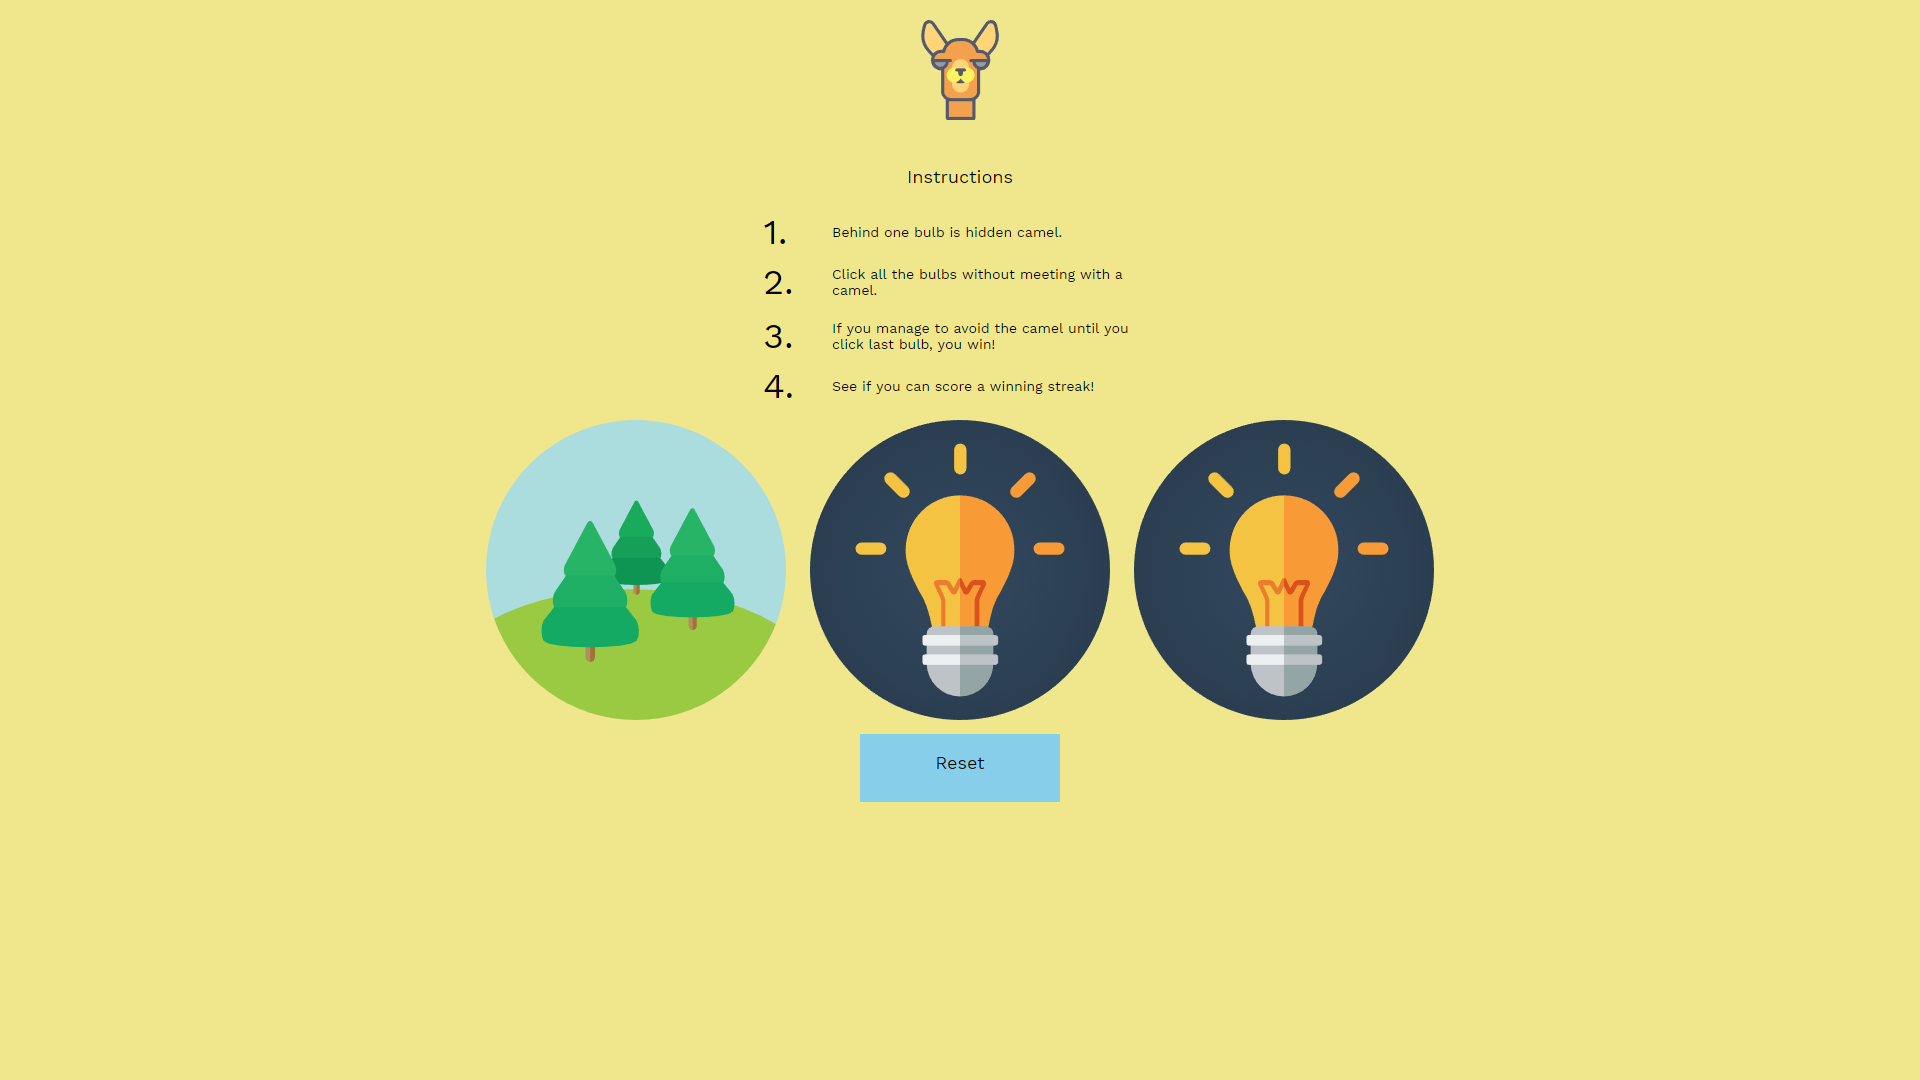 Instructions
1. Behind one bulb is hidden camel.
2. Click all the bulbs without meeting with a
camel.
3. If you manage to avoid the camel until you
click last bulb, you win!
4. See if you can score a winning streak!
Reset